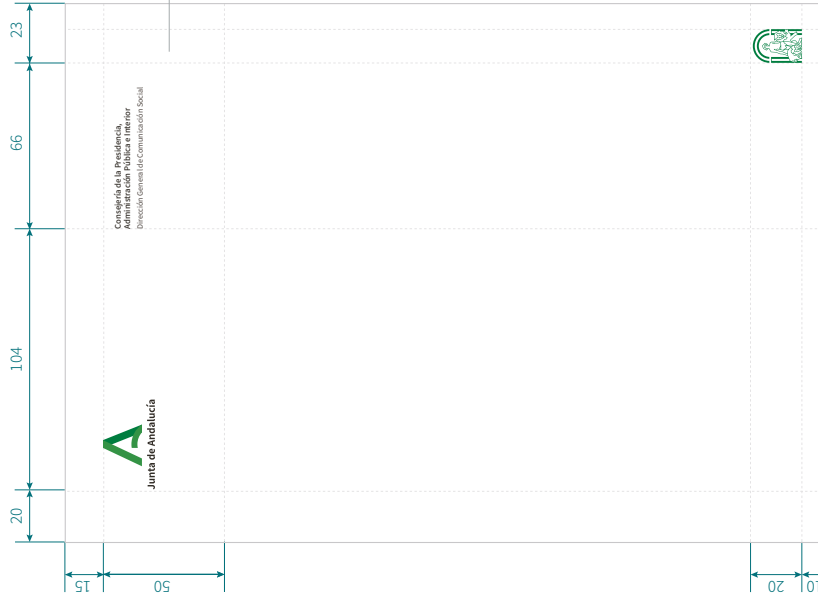 Consejería de la Presidencia,
Administración Pública e Interior
Dirección General de Comunicación Social
Junta de Andalucía
23
66
104
20
15
50
20
10